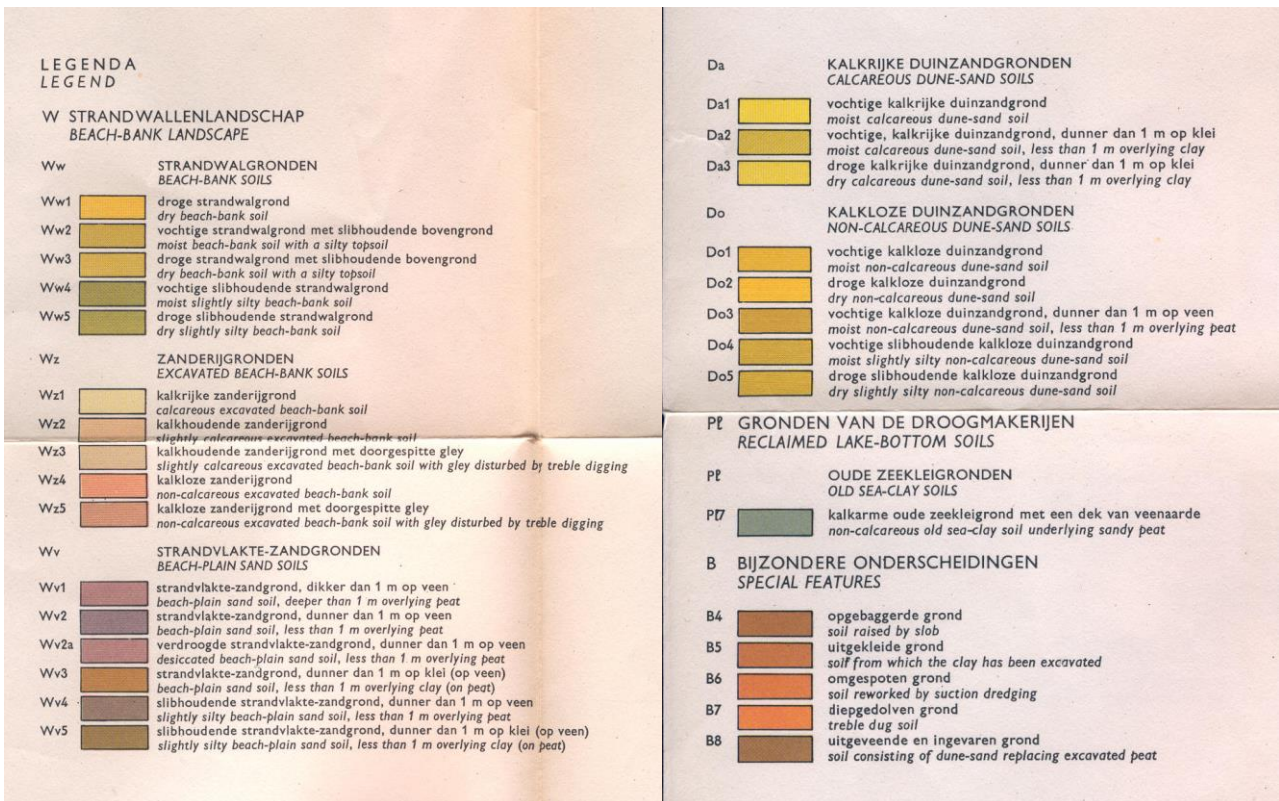 LEGENDA
LEGEND
W STRANDWALLENLANDSCHAP
BEACH-BANK LANDSCAPE
Ww STRANDWALGRONDEN
BEACH-BANK SOILS
Ww1 droge strandwalgrond
dry beach-bank soil
Ww2 vochtige strandwalgrond met slibhoudende bovengrond
moist beach-bank soil with a silty topsoil
Ww3 droge strandwalgrond met slibhoudende bovengrond
dry beach-bank soil with a silty topsoil
Ww4 vochtige slibhoudende strandwalgrond
moist slightly silty beach-bank soil
Ww5 droge slibhoudende strandwalgrond
dry slightly silty beach-bank soil
Wz ZANDERIJGRONDEN
EXCAVATED BEACH-BANK SOILS
Wz1 kalkrijke zanderijgrond
calcareous excavated beach-bank soil
Wz2 kalkhoudende zanderijgrond
slightly calcareous excavated beach-bank soil
Wz3 kalkhoudende zanderijgrond met doorgespitte gley
slightly calcareous excavated beach-bank soil with gley disturbed by treble digging
Wz4 kalkloze zanderijgrond
non-calcareous excavated beach-bank soil
Wz5 kalkloze zanderijgrond met doorgespitte gley
non-calcareous excavated beach-bank soil with gley disturbed by treble digging
Wv STRANDVLAKTE-ZANDGRONDEN
BEACH-PLAIN SAND SOILS
Wv1 strandvlakte-zandgrond, dikker dan 1 m op veen
beach-plain sand soil, deeper than 1 m overlying peat
Wv2 strandvlakte-zandgrond, dunner dan 1 m op veen
beach-plain sand soil, less than 1 m overlying peat
Wv2a verdroogde strandvlakte-zandgrond, dunner dan 1 m op veen
desiccated beach-plain sand soil, less than 1 m overlying peat
Wv3 strandvlakte-zandgrond, dunner dan 1 m op klei (op veen)
beach-plain sand soil, less than 1 m overlying clay (on peat)
Wv4 slibhoudende strandvlakte-zandgrond, dunner dan 1 m op veen
slightly silty beach-plain sand soil, less than 1 m overlying peat
Wv5 slibhoudende strandvlakte-zandgrond, dunner dan 1 m op klei (op veen)
slightly silty beach-plain sand soil, less than 1 m overlying clay (on peat)
Da KALKRIJKE DUINZANDGRONDEN
CALCAREOUS DUNE-SAND SOILS
Da1 vochtige kalkrijke duinzandgrond
moist calcareous dune-sand soil
Da2 vochtige, kalkrijke duinzandgrond, dunner dan 1 m op klei
moist calcareous dune-sand soil, less than 1 m overlying clay
Da3 droge kalkrijke duinzandgrond, dunner dan 1 m op klei
dry calcareous dune-sand soil, less than 1 m overlying clay
Do KALKLOZE DUINZANDGRONDEN
NON-CALCAREOUS DUNE-SAND SOILS
Do1 vochtige kalkloze duinzandgrond
moist non-calcareous dune-sand soil
Do2 droge kalkloze duinzandgrond
dry non-calcareous dune-sand soil
Do3 vochtige kalkloze duinzandgrond, dunner dan 1 m op veen
moist non-calcareous dune-sand soil, less than 1 m overlying peat
Do4 vochtige slibhoudende kalkloze duinzandgrond
moist slightly silty non-calcareous dune-sand soil
Do5 droge slibhoudende kalkloze duinzandgrond
dry slightly silty non-calcareous dune-sand soil
Pℓ GRONDEN VAN DE DROOGMAKERIJEN
RECLAIMED LAKE-BOTTOM SOILS
Pℓ OUDE ZEEKLEIGRONDEN
OLD SEA-CLAY SOILS
Pℓ7 kalkarme oude zeekleigrond met een dek van veenaarde
non-calcareous old sea-clay soil underlying sandy peat
B BIJZONDERE ONDERSCHEIDINGEN
SPECIAL FEATURES
B4 opgebaggerde grond
soil raised by slob
B5 uitgekleide grond
solf from which the clay has been excavated
B6 omgespoten grond
soil reworked by suction dredging
B7 diepgedolven grond
treble dug soil
B8 uitgeveende en ingevaren grond
soil consisting of dune-sand replacing excavated peat